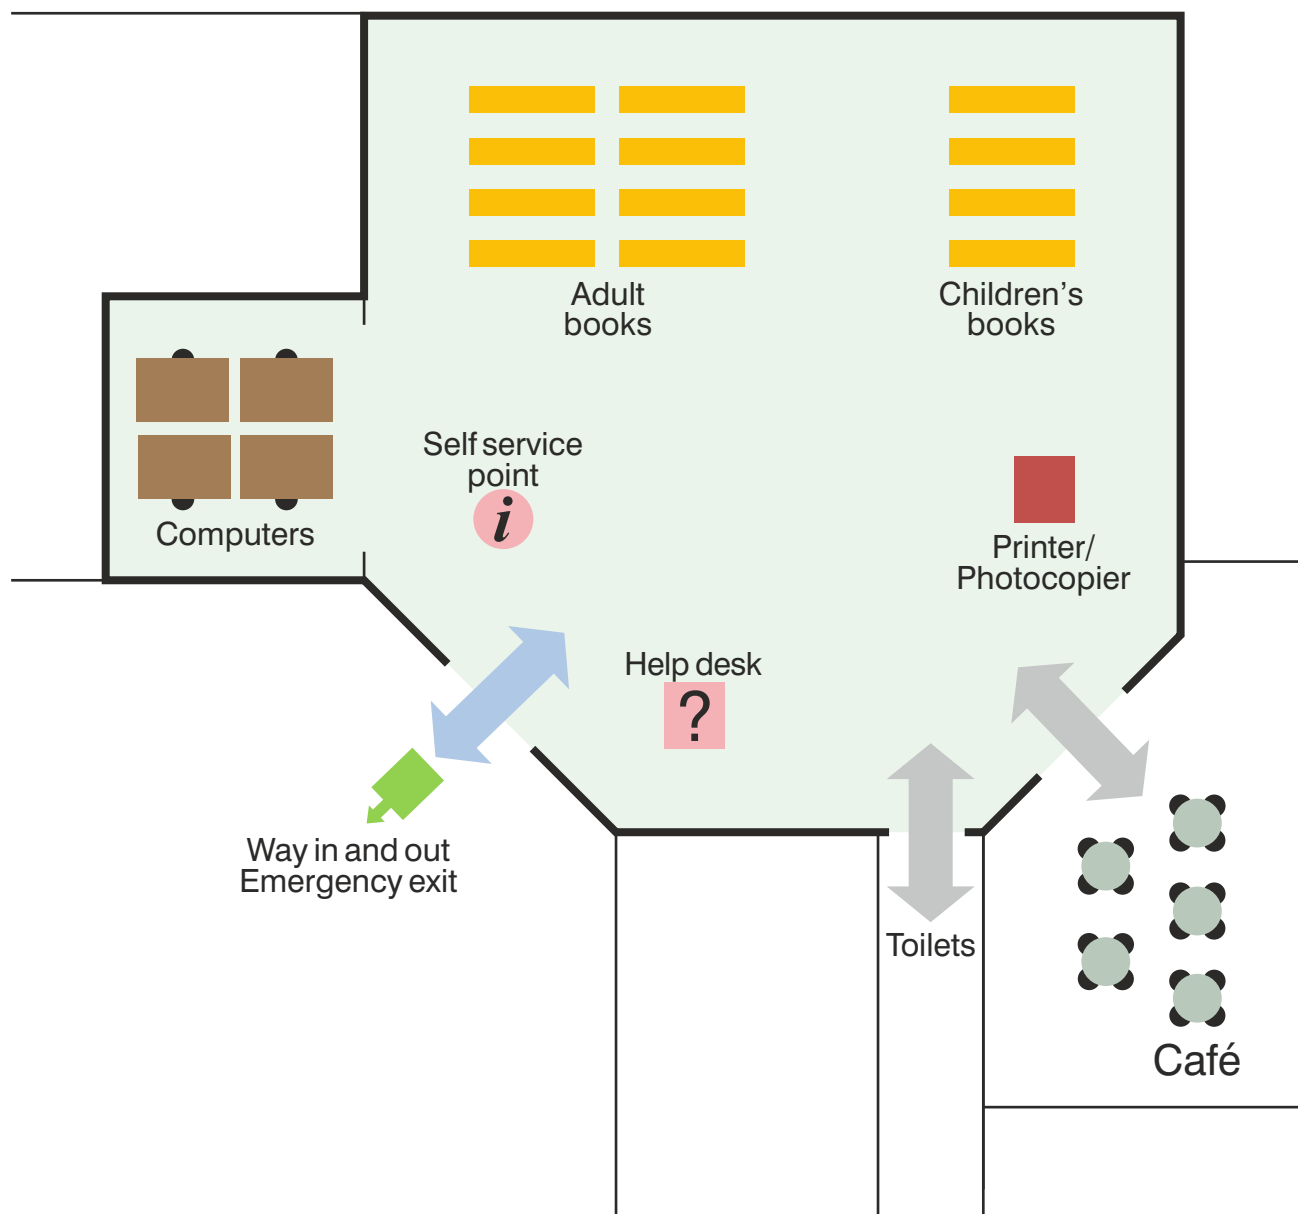 Adult
books
Children's
books
Self service
point
i
Computers
Printer/
Photocopier
Help desk
?
Way in and out
Emergency exit
Toilets
Café